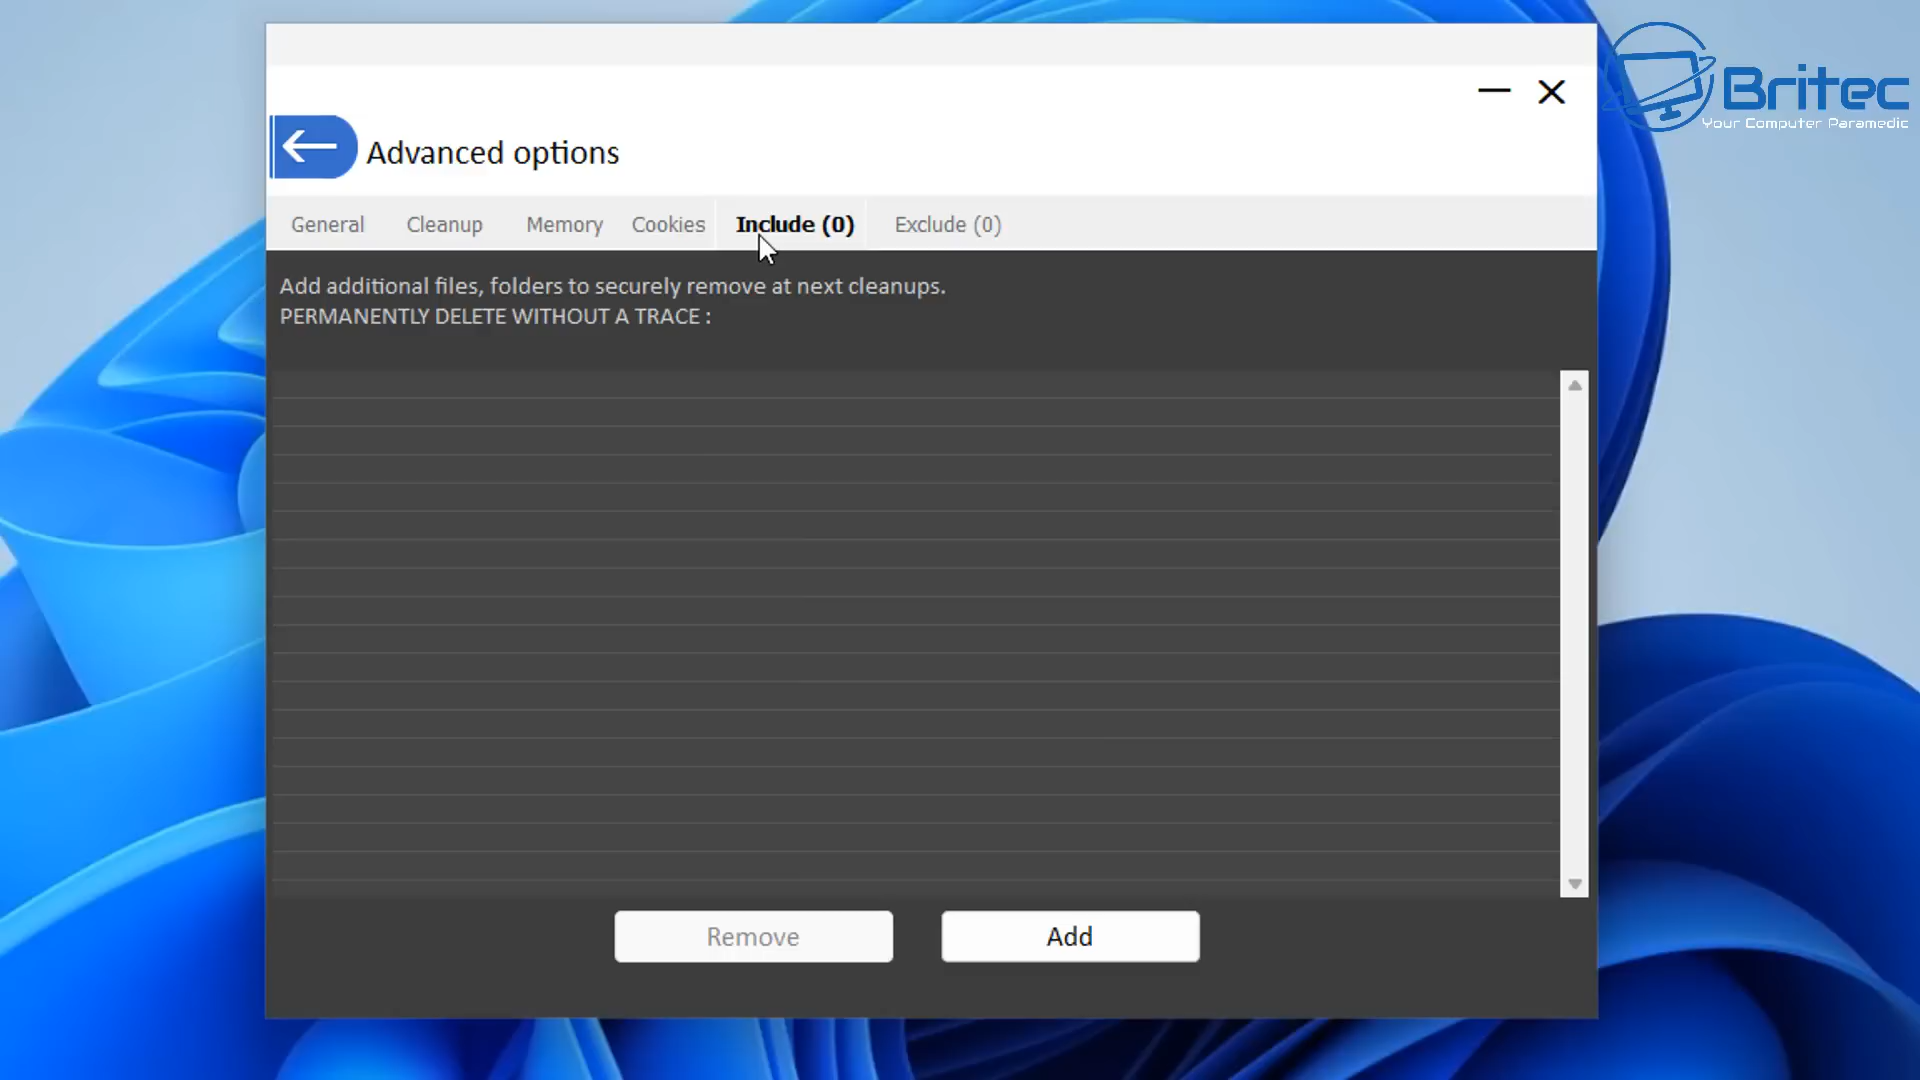 Britec
Your Computer Paramedic
Advanced options
General Cleanup Memory Cookies Include (0) Exclude (0)
Add additional files, folders to securely remove at next cleanups.
PERMANENTLY DELETE WITHOUT A TRACE :
Remove Add